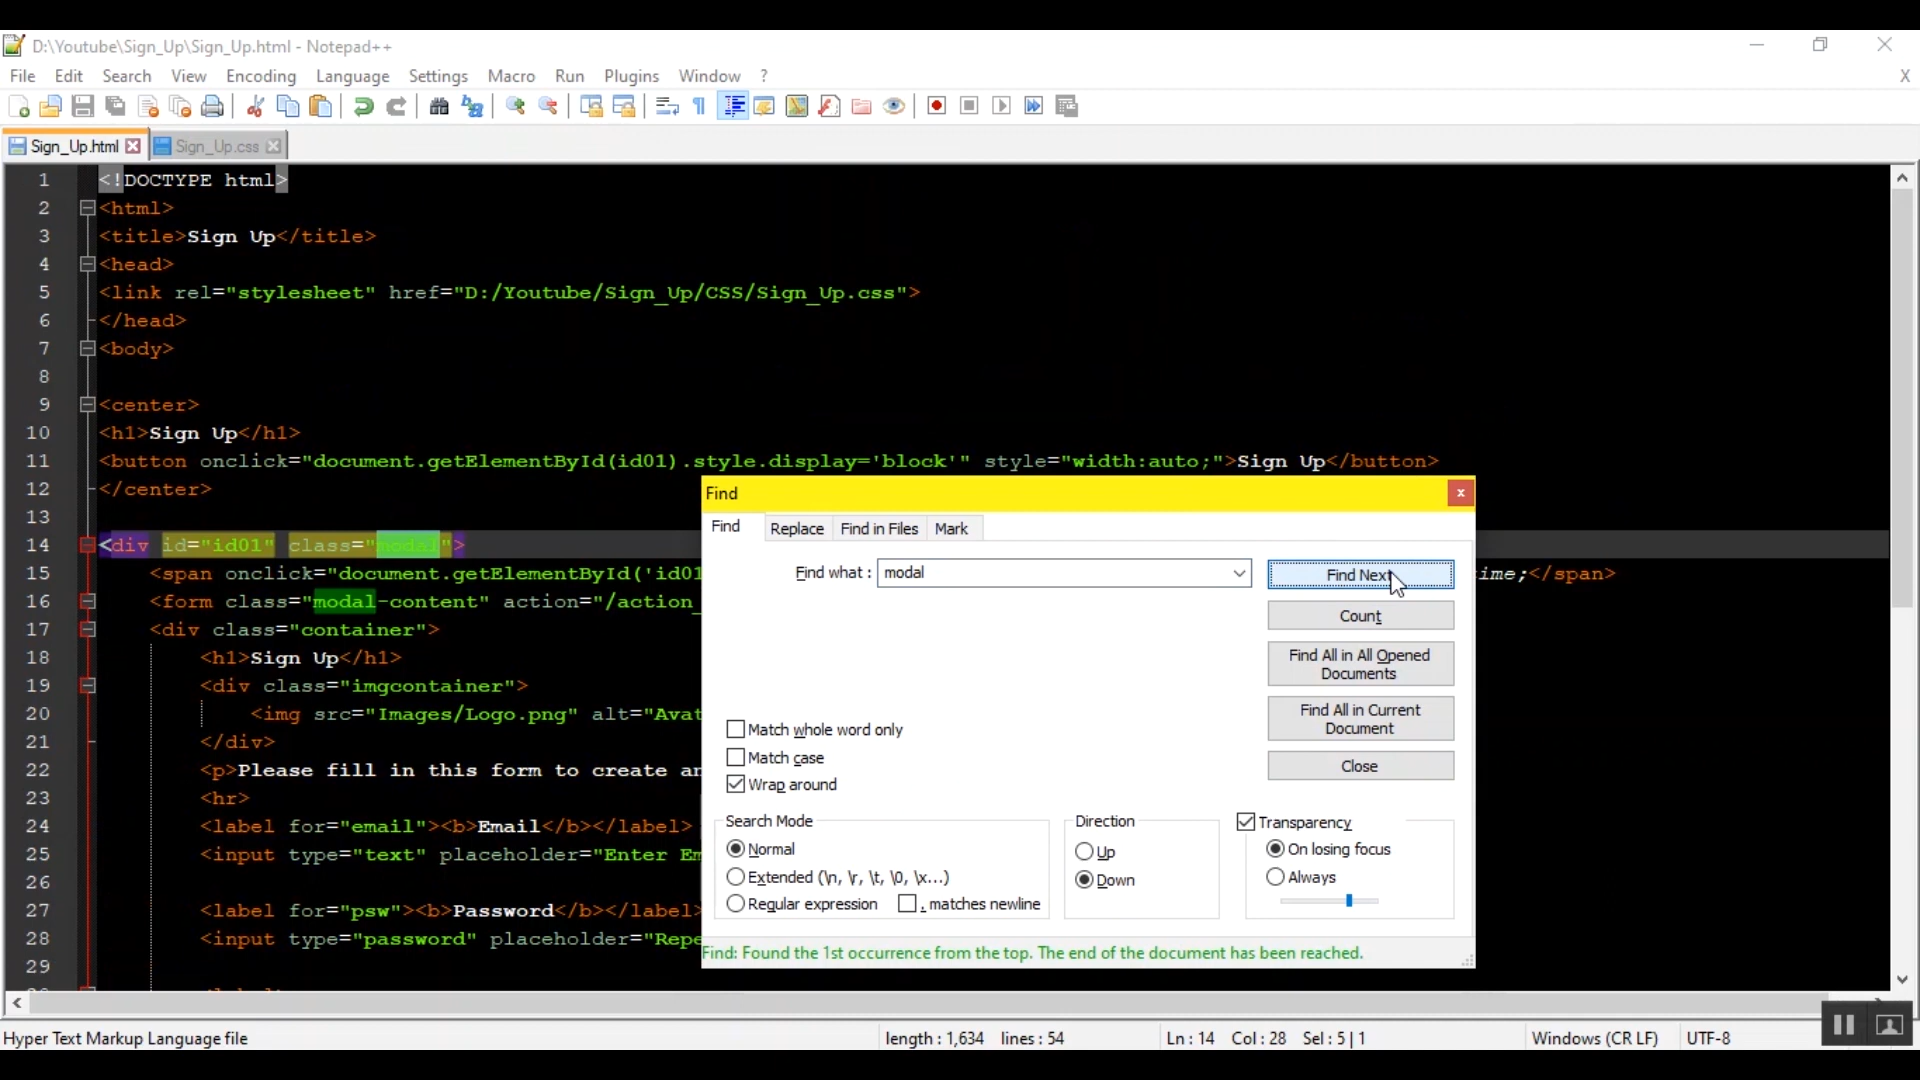 D:\Youtube\Sign_Up\Sign_Up.html - Notepad++
File Edit Search View Encoding Language Settings Macro Run Plugins Window ?
X
Sign_Up.html Sign_Up.css
1 <!DOCTYPE html>
2 <html>
3 <title>Sign Up</title>
4 <head>
5 <link rel="stylesheet" href="D:/Youtube/Sign_Up/CSS/Sign_Up.css">
6 </head>
7 <body>
8
9 <center>
10 <h1>Sign Up</h1>
11 <button onclick="document.getElementById(id01).style.display='block'" style="width:auto;">Sign Up</button>
12 </center>
13
14 <div id="id01" class="modal">
15 <span onclick="document.getElementById('id01 ime;</span>
16 <form class="modal-content" action="/action_
17 <div class="container">
18 <h1>Sign Up</h1>
19 <div class="imgcontainer">
20 <img src="Images/Logo.png" alt="Avat
21 </div>
22 <p>Please fill in this form to create an
23 <hr>
24 <label for="email"><b>Email</b></label>
25 <input type="text" placeholder="Enter Em
26
27 <label for="psw"><b>Password</b></label>
28 <input type="password" placeholder="Repe
29
Find
x
Find Replace Find in Files Mark
Find what : modal
Find Next
Count
Find All in All Opened
Documents
Find All in Current
Document
Close
Match whole word only
Match case
Wrap around
Search Mode
Normal
Extended (\n, \r, \t, \0, \x...)
Regular expression . matches newline
Direction
Up
Down
Transparency
On losing focus
Always
Find: Found the 1st occurrence from the top. The end of the document has been reached.
Hyper Text Markup Language file length : 1,634 lines : 54 Ln : 14 Col : 28 Sel : 5 | 1 Windows (CR LF) UTF-8